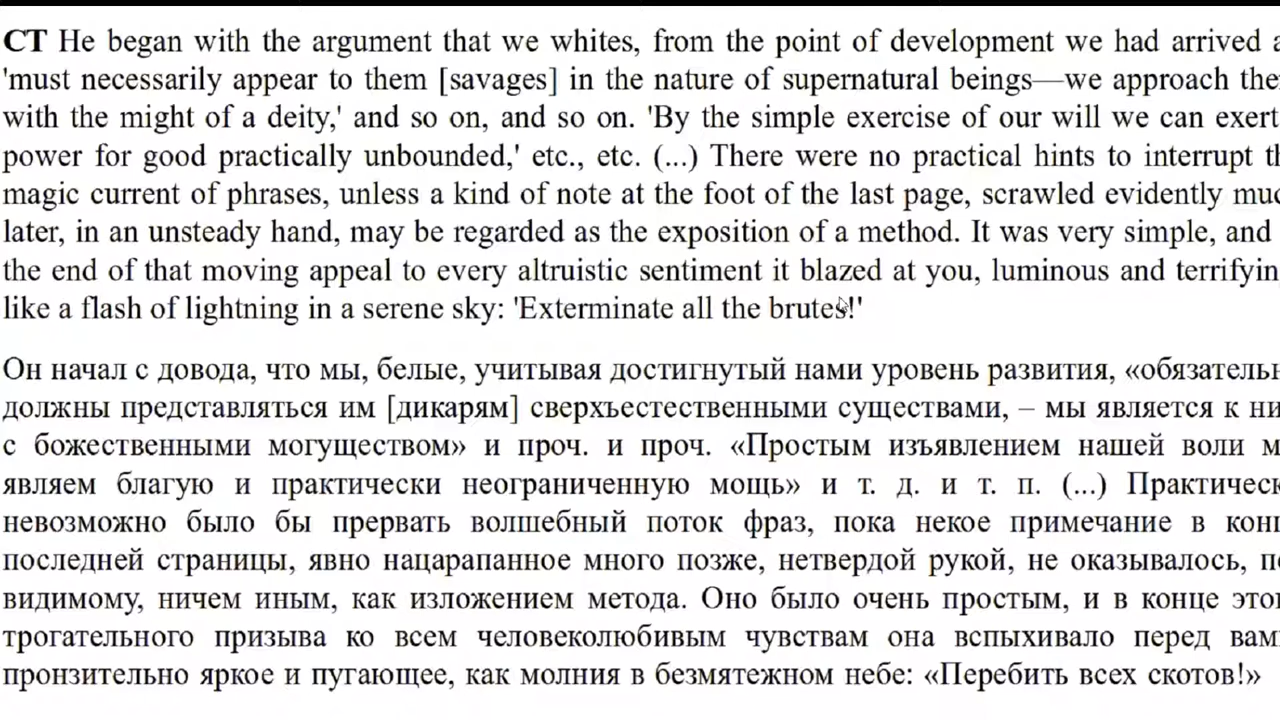 CT He began with the argument that we whites, from the point of development we had arrived a
'must necessarily appear to them [savages] in the nature of supernatural beings—we approach the
with the might of a deity,' and so on, and so on. 'By the simple exercise of our will we can exert
power for good practically unbounded,' etc., etc. (...) There were no practical hints to interrupt th
magic current of phrases, unless a kind of note at the foot of the last page, scrawled evidently muc
later, in an unsteady hand, may be regarded as the exposition of a method. It was very simple, and
the end of that moving appeal to every altruistic sentiment it blazed at you, luminous and terrifyin
like a flash of lightning in a serene sky: 'Exterminate all the brutes!'
Он начал с довода, что мы, белые, учитывая достигнутый нами уровень развития, «обязательн
должны представляться им [дикарям] сверхъестественными существами, – мы является к ни
с божественными могуществом» и проч. и проч. «Простым изъявлением нашей воли м
являем благую и практически неограниченную мощь» и т. д. и т. п. (...) Практическ
невозможно было бы прервать волшебный поток фраз, пока некое примечание в конц
последней страницы, явно нацарапанное много позже, нетвердой рукой, не оказывалось, по
видимому, ничем иным, как изложением метода. Оно было очень простым, и в конце этог
трогательного призыва ко всем человеколюбивым чувствам она вспыхивало перед вами
пронзительно яркое и пугающее, как молния в безмятежном небе: «Перебить всех скотов!»